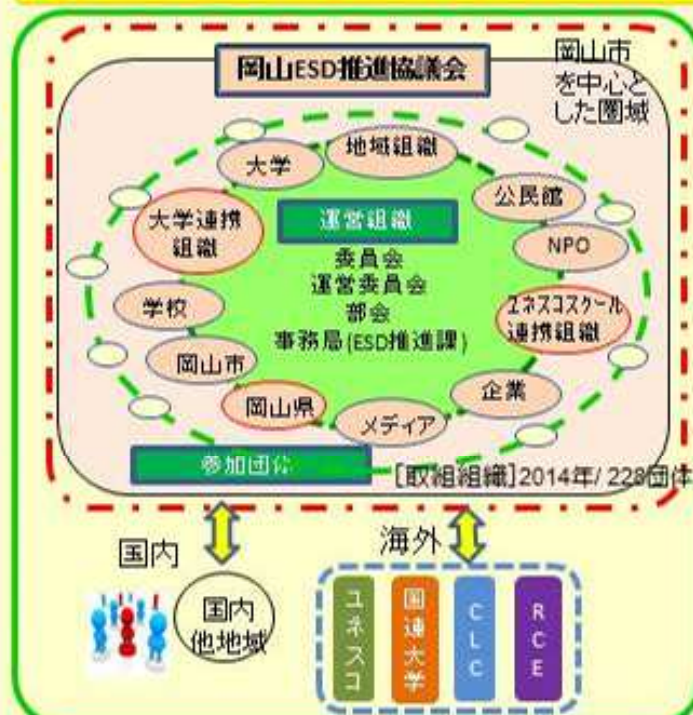 岡山ESD推進協議会
岡山市
を中心と
した圏域
大学
地域組織
公民館
大学連携
組織
運営組織
NPO
委員会
運営委員会
部会
事務局(ESD推進課)
学校
ユネスコスクール
連携組織
岡山市
企業
岡山県
メディア
参加団体
[取組組織]2014年/228団体
国内
海外
国内
他地域
ユネスコ
国連大学
CLC
RCE